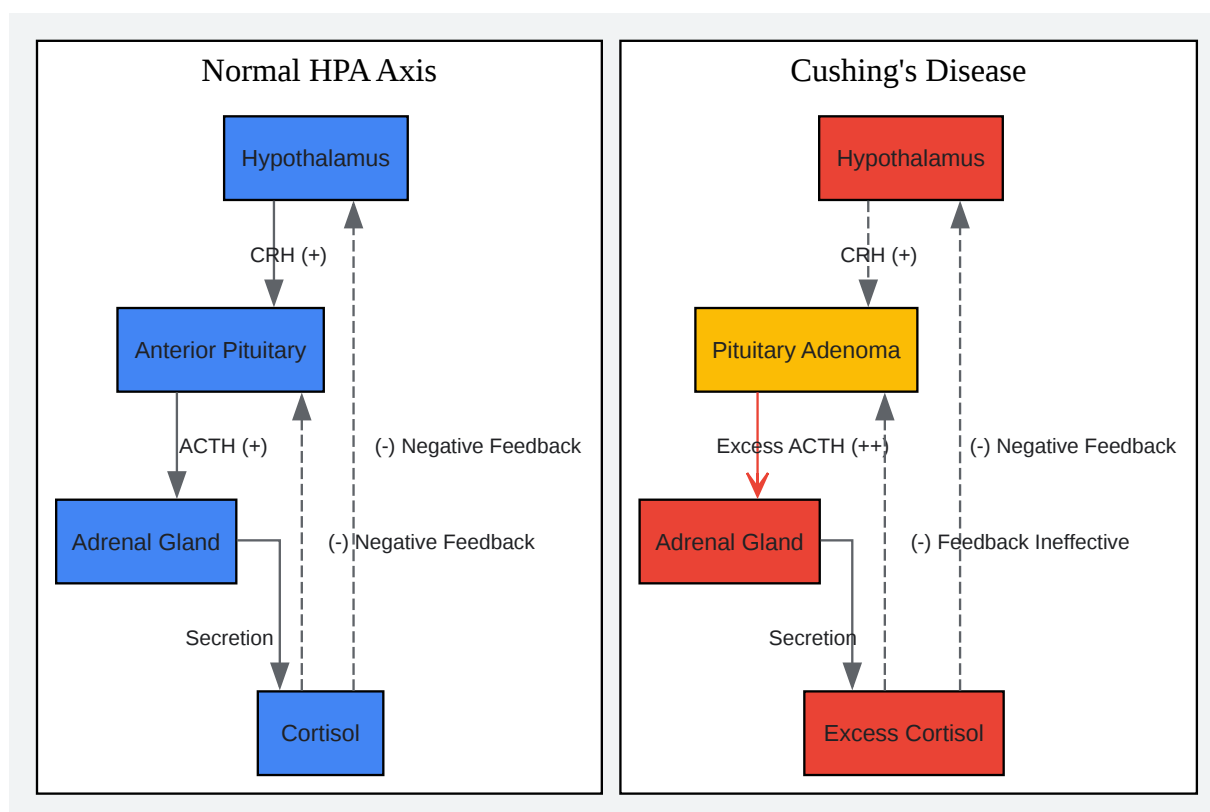 Normal HPA Axis
Hypothalamus
CRH (+)
Anterior Pituitary
ACTH (+)
(-) Negative Feedback
Adrenal Gland
(-) Negative Feedback
Secretion
Cortisol
Cushing's Disease
Hypothalamus
CRH (+)
Pituitary Adenoma
Excess ACTH (++)
(-) Negative Feedback
Adrenal Gland
(-) Feedback Ineffective
Secretion
Excess Cortisol